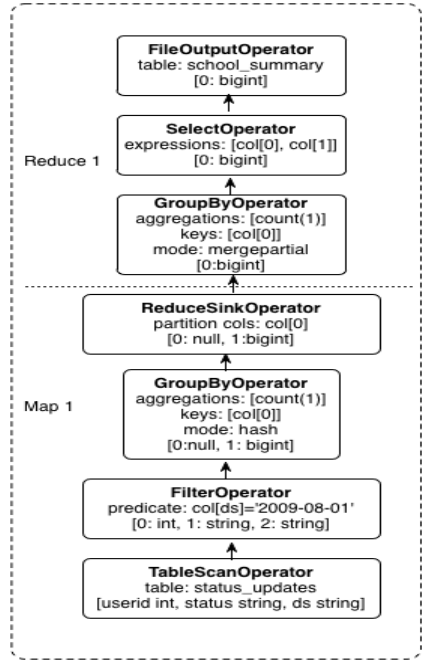 FileOutputOperator
table: school_summary
[0: bigint]
SelectOperator
expressions: [col[0], col[1]]
[0: bigint]
Reduce 1
GroupByOperator
aggregations: [count(1)]
keys: [col[0]]
mode: mergepartial
[0:bigint]
ReduceSinkOperator
partition cols: col[0]
[0: null, 1:bigint]
GroupByOperator
aggregations: [count(1)]
keys: [col[0]]
mode: hash
[0:null, 1: bigint]
Map 1
FilterOperator
predicate: col[ds]='2009-08-01'
[0: int, 1: string, 2: string]
TableScanOperator
table: status_updates
[userid int, status string, ds string]